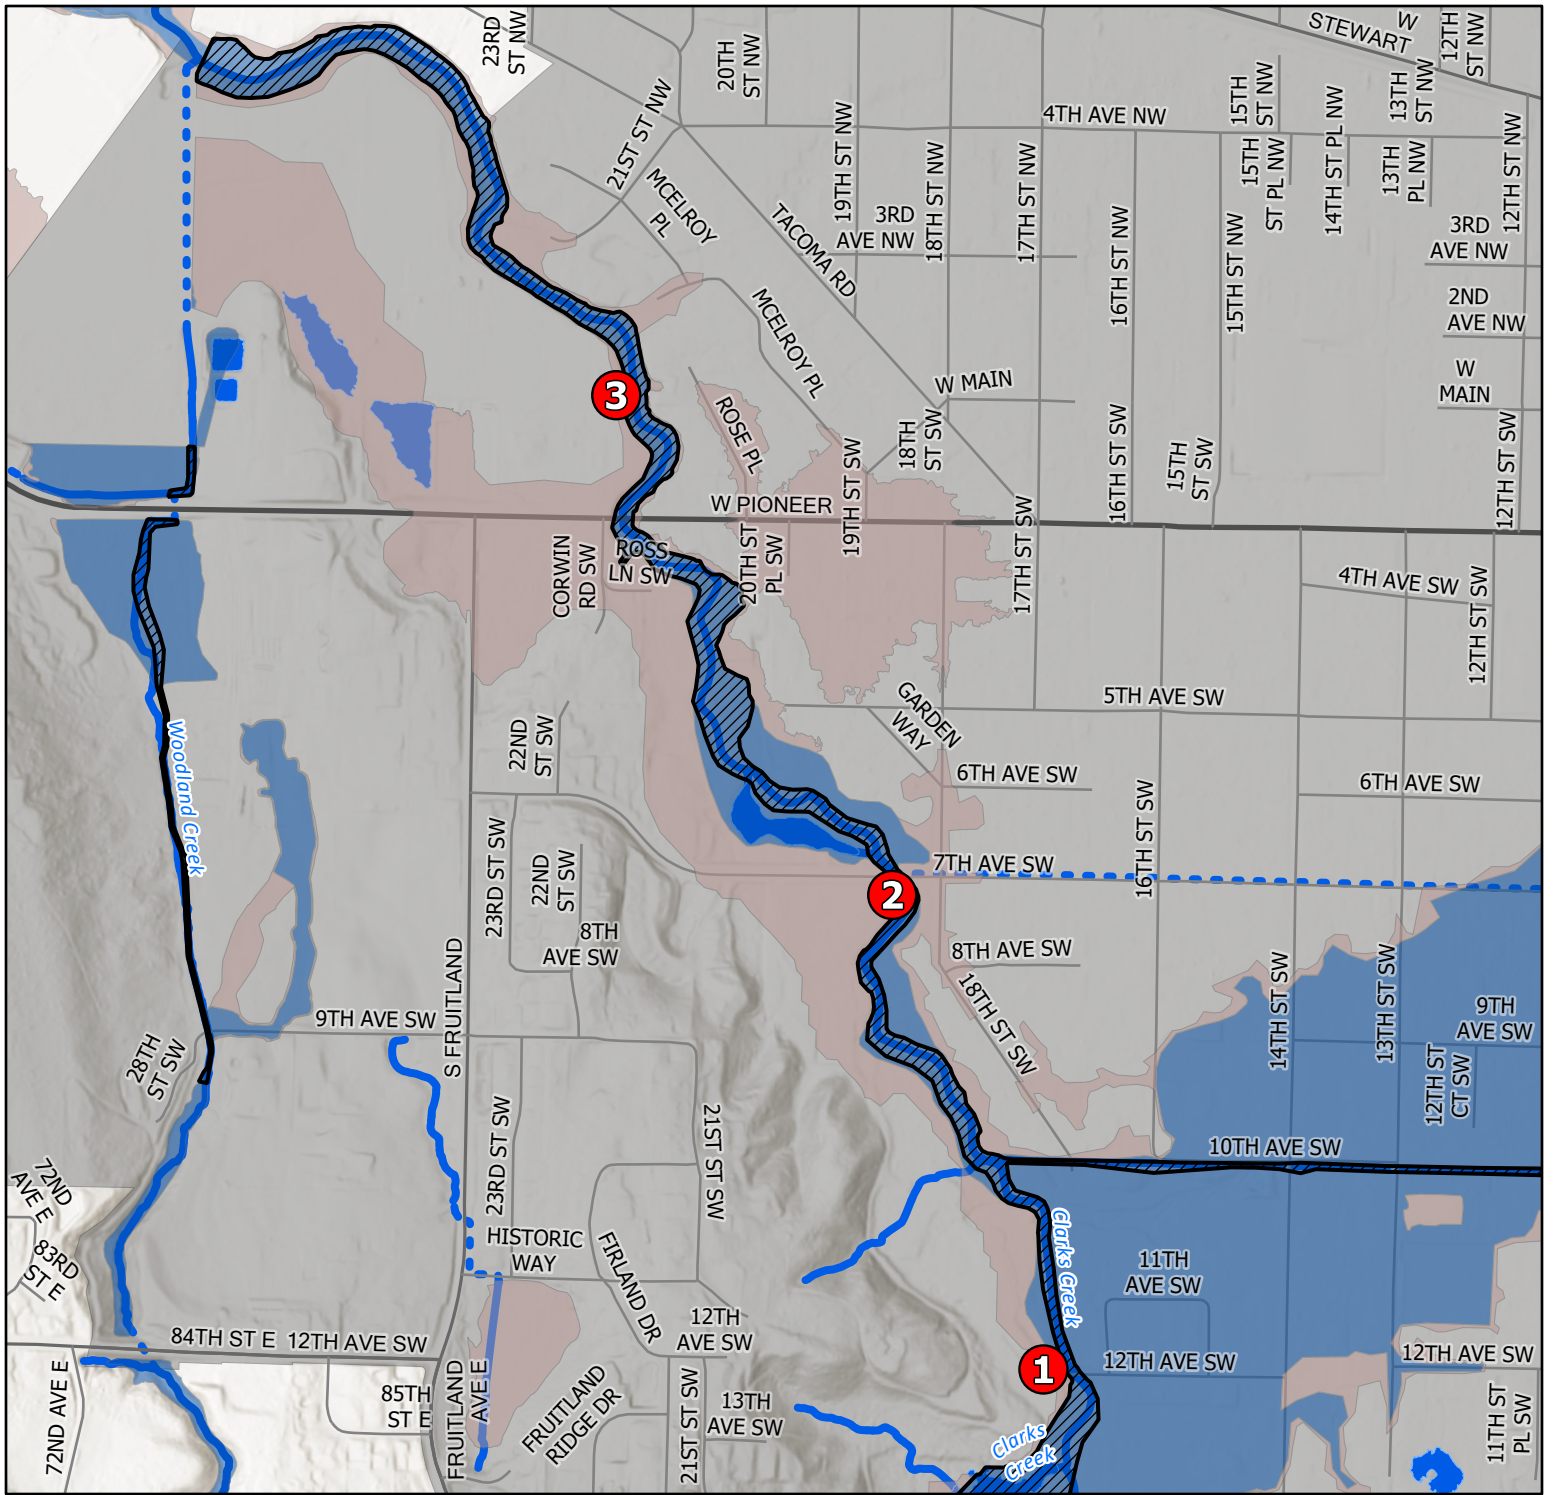 23RD
ST NW
20TH
ST NW
W
STEWART
12TH
ST NW
21ST ST NW
4TH AVE NW
15TH
ST NW
13TH
ST NW
19TH ST NW
18TH ST NW
17TH ST NW
15TH
ST PL NW
14TH ST PL NW
13TH
PL NW
12TH ST NW
MCELROY
PL
TACOMA RD
3RD
AVE NW
16TH ST NW
15TH ST NW
3RD
AVE NW
2ND
AVE NW
MCELROY PL
W MAIN
W
MAIN
3
ROSE PL
18TH
ST SW
16TH ST SW
15TH
ST SW
12TH ST SW
19TH ST SW
W PIONEER
ROSS
LN SW
CORWIN
RD SW
20TH ST
PL SW
17TH ST SW
4TH AVE SW
12TH ST SW
5TH AVE SW
GARDEN
WAY
22ND
ST SW
Woodland Creek
6TH AVE SW
6TH AVE SW
16TH ST SW
7TH AVE SW
2
23RD ST SW
22ND
ST SW
8TH
AVE SW
8TH AVE SW
S FRUITLAND
18TH ST SW
14TH ST SW
13TH ST SW
9TH
AVE SW
9TH AVE SW
28TH
ST SW
12TH ST
CT SW
23RD ST SW
21ST ST SW
10TH AVE SW
72ND
AVE E
83RD
ST E
HISTORIC
WAY
FIRLAND DR
Clarks Creek
11TH
AVE SW
12TH
AVE SW
84TH ST E
12TH AVE SW
1
12TH AVE SW
12TH AVE SW
72ND AVE E
85TH
ST E
FRUITLAND
AVE E
FRUITLAND
RIDGE DR
21ST ST SW
13TH
AVE SW
Clarks
Creek
11TH ST
PL SW